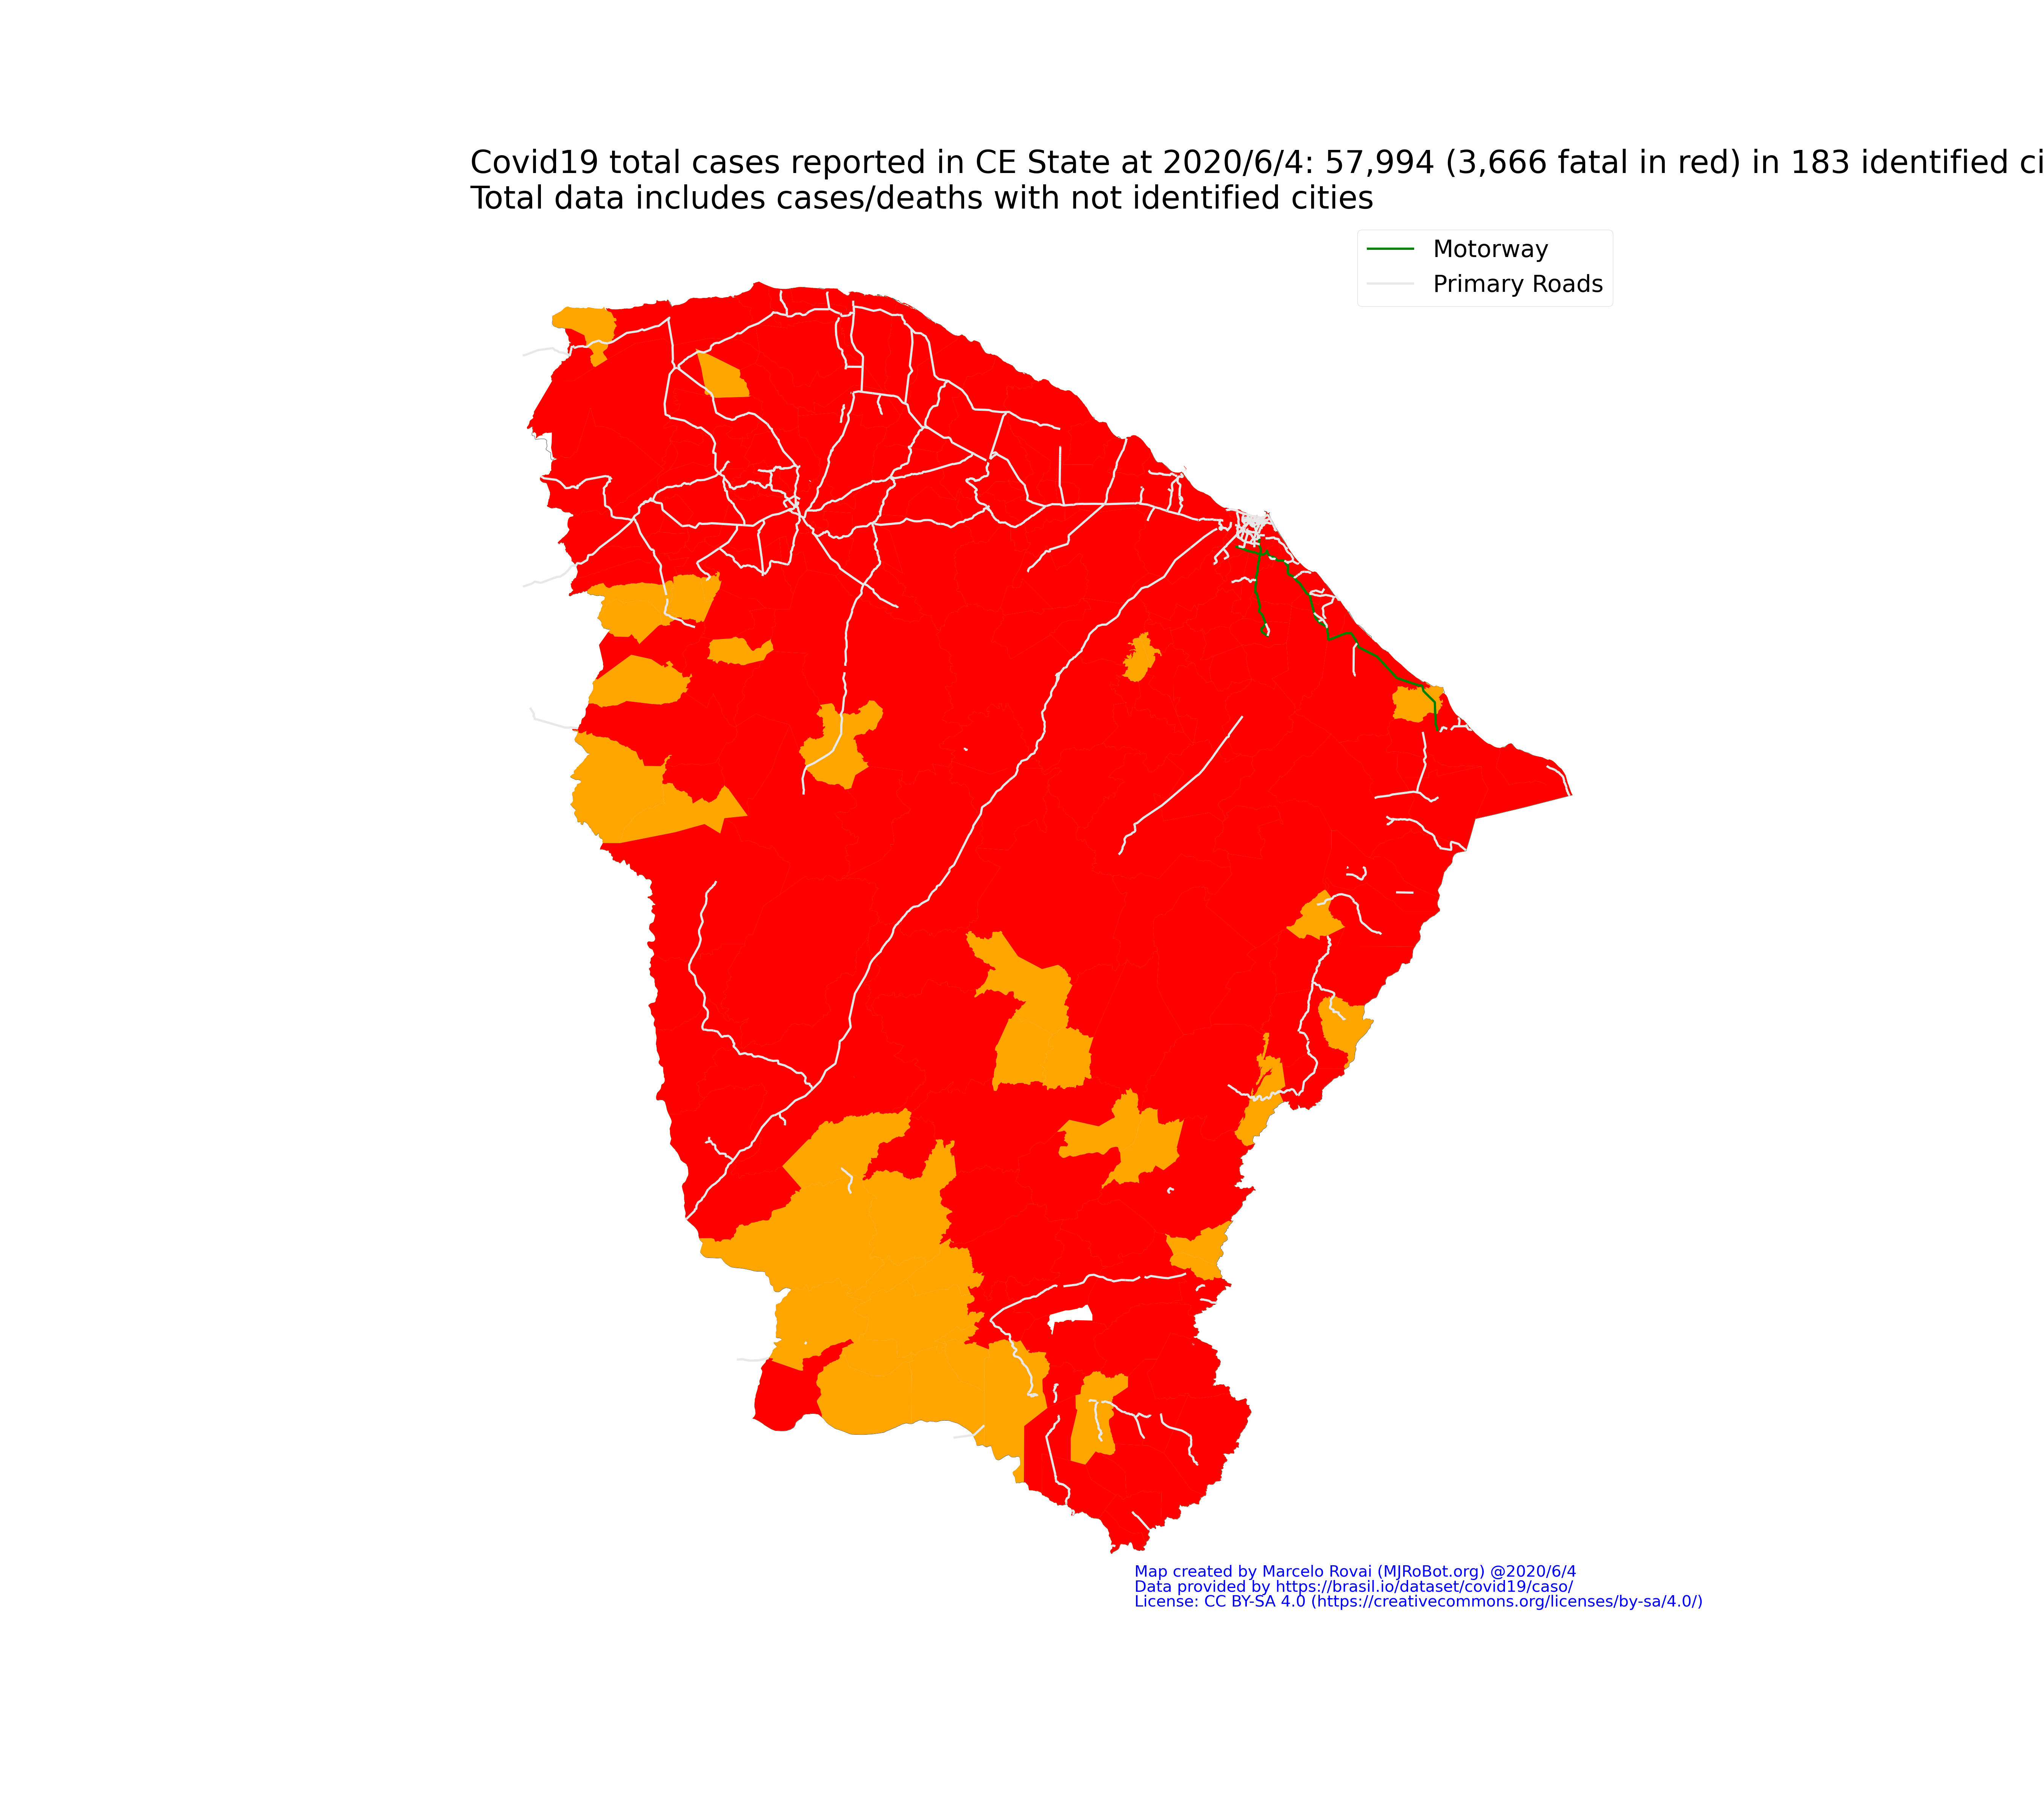 Covid19 total cases reported in CE State at 2020/6/4: 57,994 (3,666 fatal in red) in 183 identified ci
Total data includes cases/deaths with not identified cities
Motorway
Primary Roads
Map created by Marcelo Rovai (MJRoBot.org) @2020/6/4
Data provided by https://brasil.io/dataset/covid19/caso/
License: CC BY-SA 4.0 (https://creativecommons.org/licenses/by-sa/4.0/)